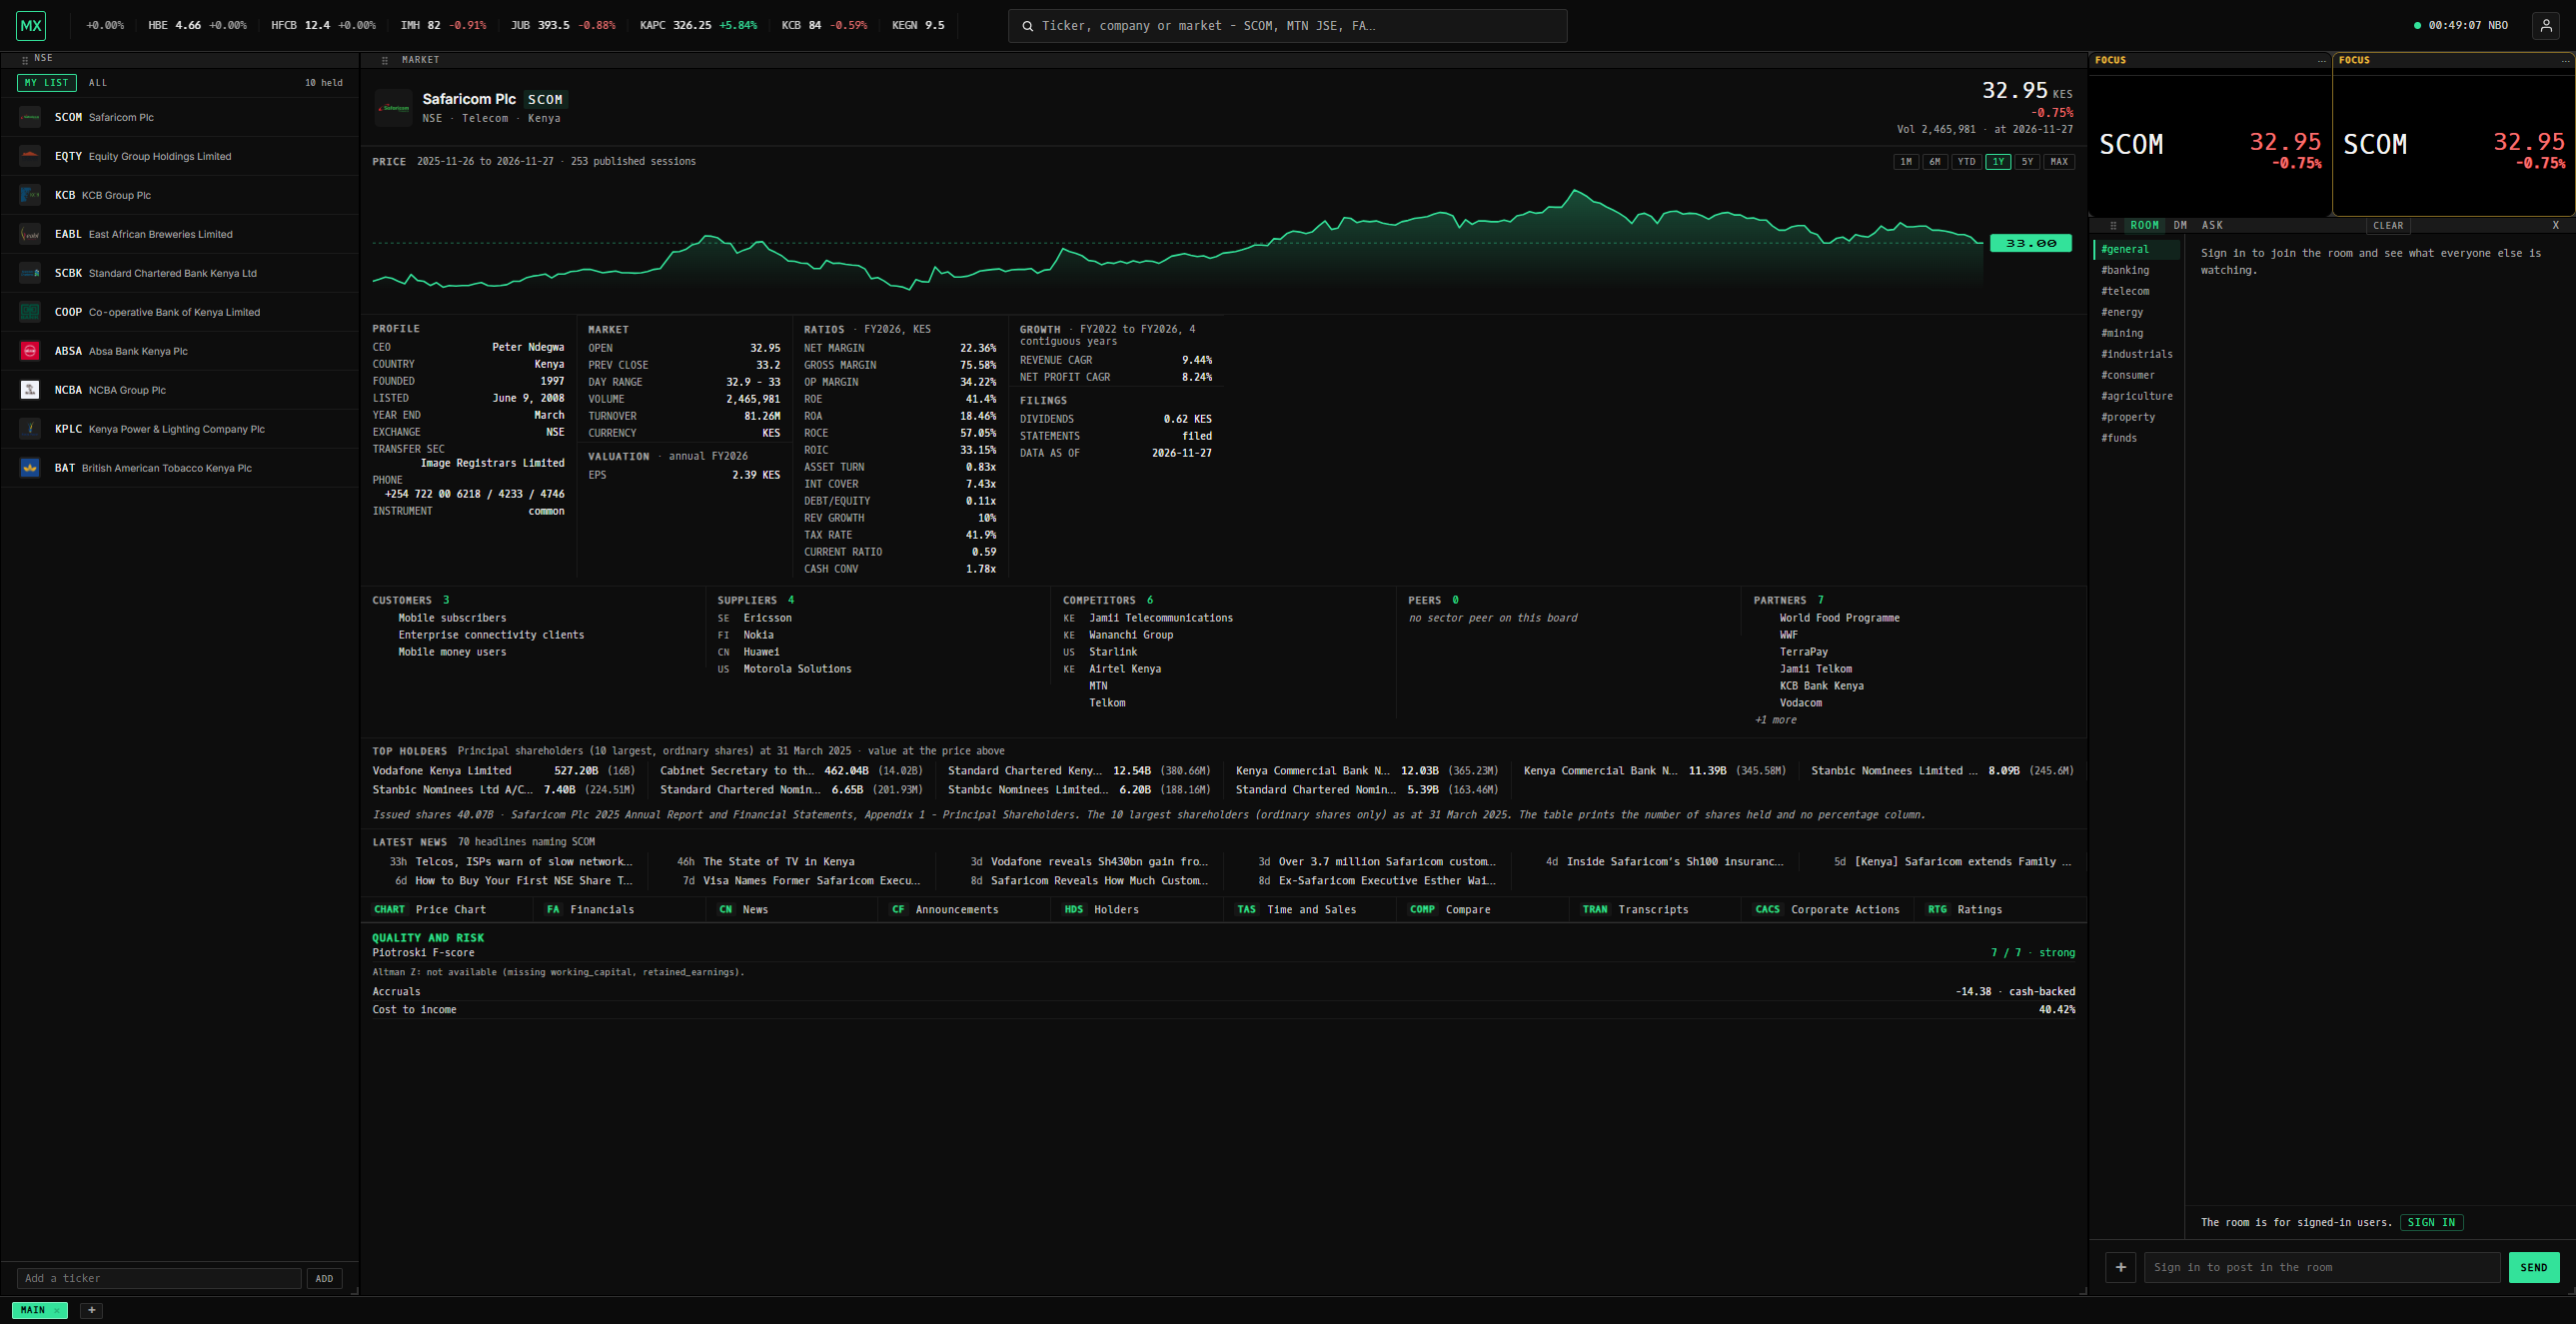 MX
+0.00% HBE 4.66 +0.00% HFCB 12.4 +0.00% IMH 82 -0.91% JUB 393.5 -0.88% KAPC 326.25 +5.84% KCB 84 -0.59% KEGN 9.5
Ticker, company or market - SCOM, MTN JSE, FA...
00:49:07 NBO
NSE
MY LIST ALL 10 held
SCOM Safaricom Plc
EQTY Equity Group Holdings Limited
KCB KCB Group Plc
EABL East African Breweries Limited
SCBK Standard Chartered Bank Kenya Ltd
COOP Co-operative Bank of Kenya Limited
ABSA Absa Bank Kenya Plc
NCBA NCBA Group Plc
KPLC Kenya Power & Lighting Company Plc
BAT British American Tobacco Kenya Plc
Add a ticker ADD
MARKET
Safaricom Plc SCOM
NSE · Telecom · Kenya
32.95 KES
-0.75%
Vol 2,465,981 · at 2026-11-27
PRICE 2025-11-26 to 2026-11-27 · 253 published sessions
1M 6M YTD 1Y 5Y MAX
33.00
PROFILE
CEO Peter Ndegwa
COUNTRY Kenya
FOUNDED 1997
LISTED June 9, 2008
YEAR END March
EXCHANGE NSE
TRANSFER SEC
Image Registrars Limited
PHONE
+254 722 00 6218 / 4233 / 4746
INSTRUMENT common
MARKET
OPEN 32.95
PREV CLOSE 33.2
DAY RANGE 32.9 - 33
VOLUME 2,465,981
TURNOVER 81.26M
CURRENCY KES
VALUATION · annual FY2026
EPS 2.39 KES
RATIOS · FY2026, KES
NET MARGIN 22.36%
GROSS MARGIN 75.58%
OP MARGIN 34.22%
ROE 41.4%
ROA 18.46%
ROCE 57.05%
ROIC 33.15%
ASSET TURN 0.83x
INT COVER 7.43x
DEBT/EQUITY 0.11x
REV GROWTH 10%
TAX RATE 41.9%
CURRENT RATIO 0.59
CASH CONV 1.78x
GROWTH · FY2022 to FY2026, 4
contiguous years
REVENUE CAGR 9.44%
NET PROFIT CAGR 8.24%
FILINGS
DIVIDENDS 0.62 KES
STATEMENTS filed
DATA AS OF 2026-11-27
CUSTOMERS 3
Mobile subscribers
Enterprise connectivity clients
Mobile money users
SUPPLIERS 4
SE Ericsson
FI Nokia
CN Huawei
US Motorola Solutions
COMPETITORS 6
KE Jamii Telecommunications
KE Wananchi Group
US Starlink
KE Airtel Kenya
MTN
Telkom
PEERS 0
no sector peer on this board
PARTNERS 7
World Food Programme
WWF
TerraPay
Jamii Telkom
KCB Bank Kenya
Vodacom
+1 more
TOP HOLDERS Principal shareholders (10 largest, ordinary shares) at 31 March 2025 · value at the price above
Vodafone Kenya Limited 527.20B (16B) Cabinet Secretary to th... 462.04B (14.02B) Standard Chartered Keny... 12.54B (380.66M) Kenya Commercial Bank N... 12.03B (365.23M) Kenya Commercial Bank N... 11.39B (345.58M) Stanbic Nominees Limited ... 8.09B (245.6M)
Stanbic Nominees Ltd A/C... 7.40B (224.51M) Standard Chartered Nomin... 6.65B (201.93M) Stanbic Nominees Limited... 6.20B (188.16M) Standard Chartered Nomin... 5.39B (163.46M)
Issued shares 40.07B · Safaricom Plc 2025 Annual Report and Financial Statements, Appendix 1 - Principal Shareholders. The 10 largest shareholders (ordinary shares only) as at 31 March 2025. The table prints the number of shares held and no percentage column.
LATEST NEWS 70 headlines naming SCOM
33h Telcos, ISPs warn of slow network... 46h The State of TV in Kenya 3d Vodafone reveals Sh430bn gain fro... 3d Over 3.7 million Safaricom custom... 4d Inside Safaricom's Sh100 insuranc... 5d [Kenya] Safaricom extends Family ...
6d How to Buy Your First NSE Share T... 7d Visa Names Former Safaricom Execu... 8d Safaricom Reveals How Much Custom... 8d Ex-Safaricom Executive Esther Wai...
CHART Price Chart FA Financials CN News CF Announcements HDS Holders TAS Time and Sales COMP Compare TRAN Transcripts CACS Corporate Actions RTG Ratings
QUALITY AND RISK
Piotroski F-score 7 / 7 · strong
Altman Z: not available (missing working_capital, retained_earnings).
Accruals -14.38 · cash-backed
Cost to income 40.42%
FOCUS ...
SCOM 32.95
-0.75%
FOCUS ...
SCOM 32.95
-0.75%
ROOM DM ASK CLEAR X
#general
#banking
#telecom
#energy
#mining
#industrials
#consumer
#agriculture
#property
#funds
Sign in to join the room and see what everyone else is
watching.
The room is for signed-in users. SIGN IN
+ Sign in to post in the room SEND
MAIN × +